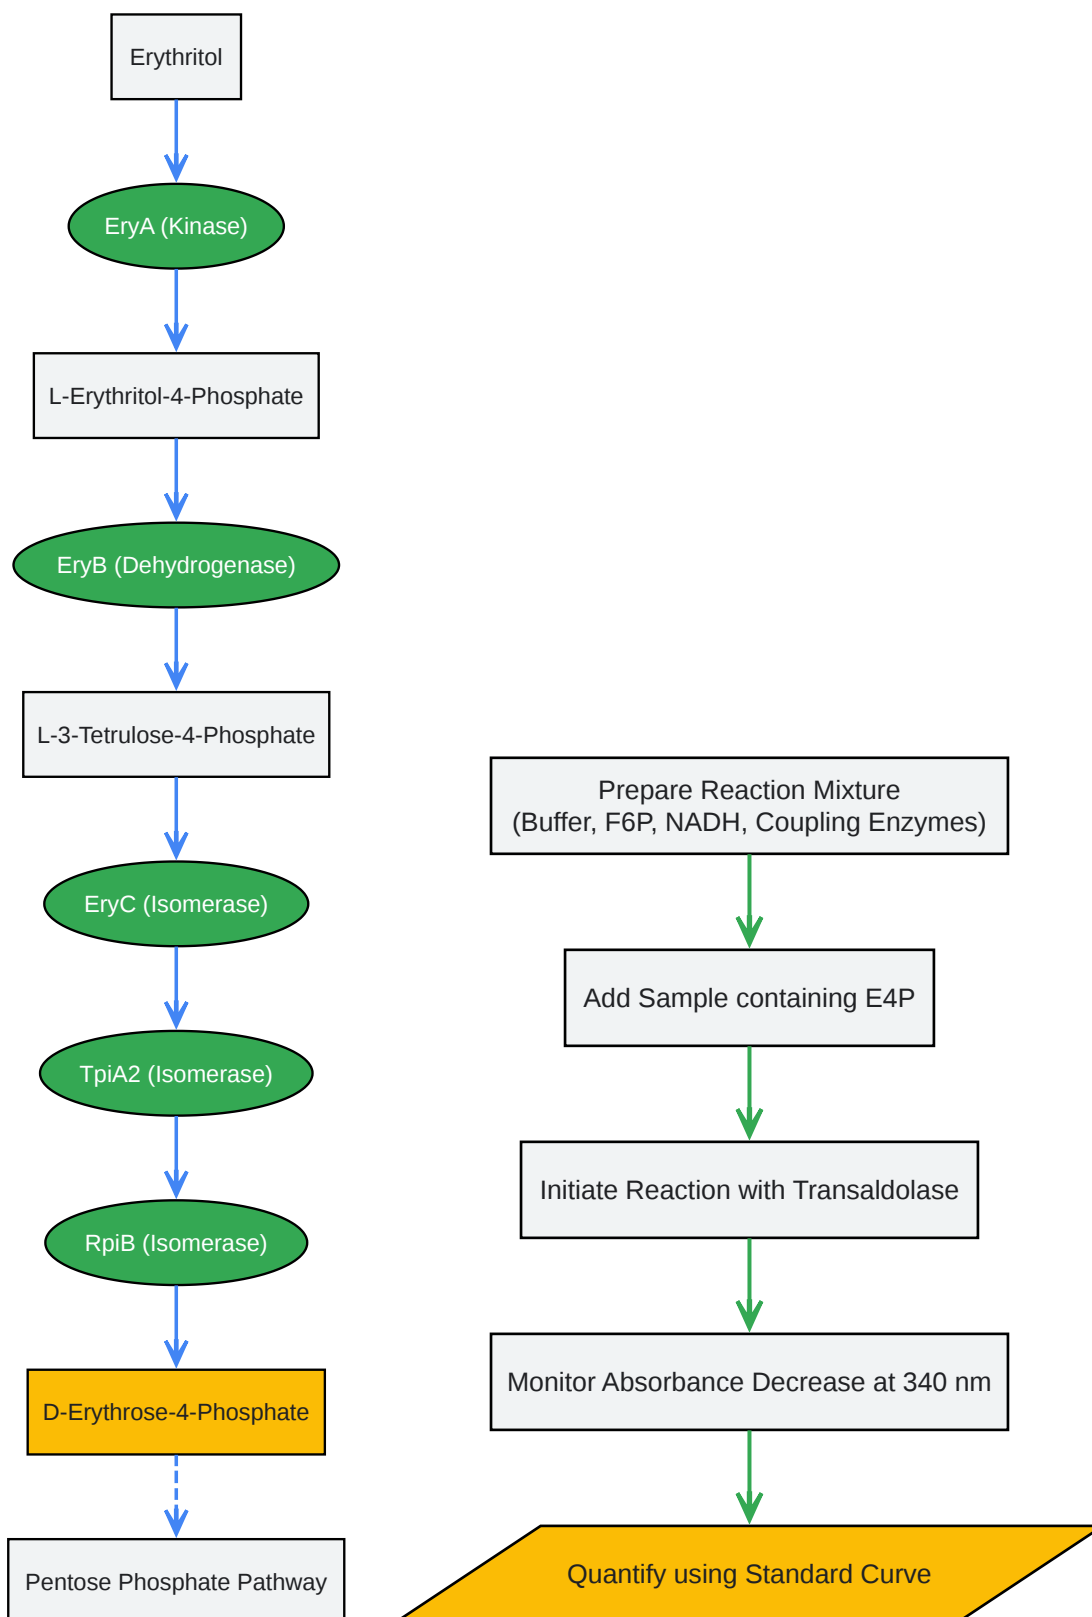 Erythritol
EryA (Kinase)
L-Erythritol-4-Phosphate
EryB (Dehydrogenase)
L-3-Tetrulose-4-Phosphate
EryC (Isomerase)
TpiA2 (Isomerase)
RpiB (Isomerase)
D-Erythrose-4-Phosphate
Pentose Phosphate Pathway
Prepare Reaction Mixture
(Buffer, F6P, NADH, Coupling Enzymes)
Add Sample containing E4P
Initiate Reaction with Transaldolase
Monitor Absorbance Decrease at 340 nm
Quantify using Standard Curve